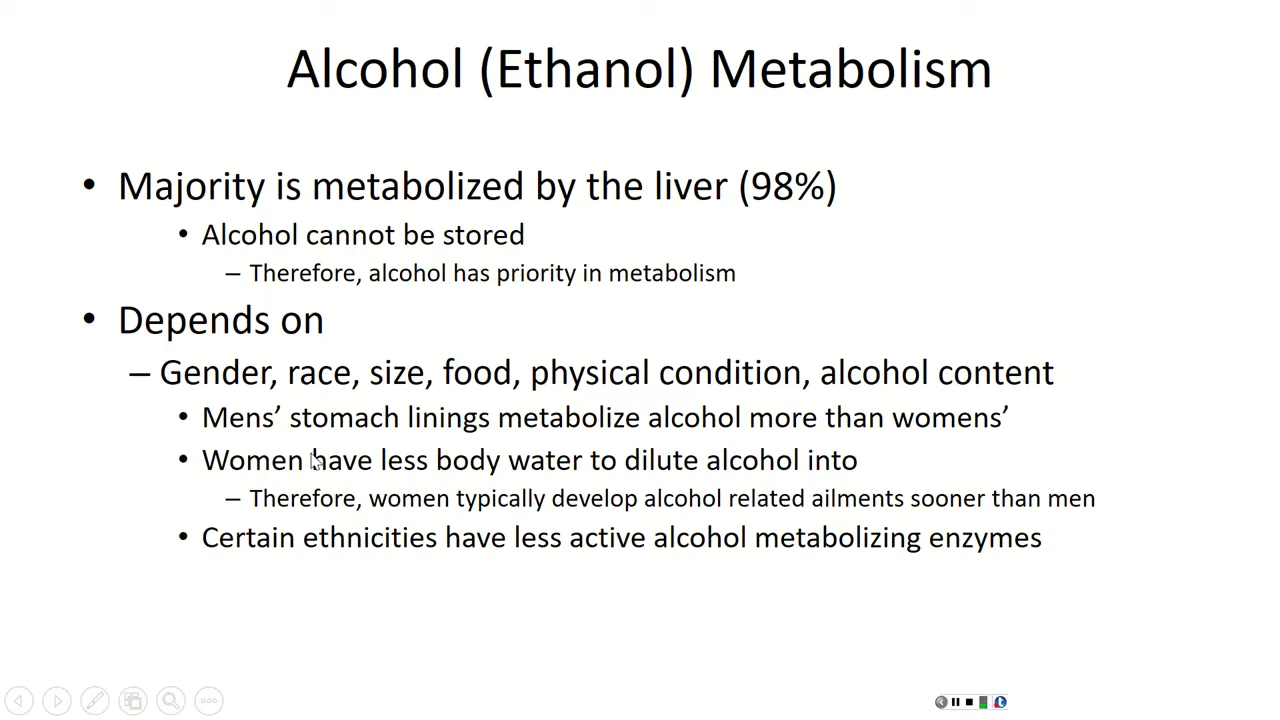 Alcohol (Ethanol) Metabolism
• Majority is metabolized by the liver (98%)
• Alcohol cannot be stored
– Therefore, alcohol has priority in metabolism
• Depends on
– Gender, race, size, food, physical condition, alcohol content
• Mens’ stomach linings metabolize alcohol more than womens’
• Women have less body water to dilute alcohol into
– Therefore, women typically develop alcohol related ailments sooner than men
• Certain ethnicities have less active alcohol metabolizing enzymes